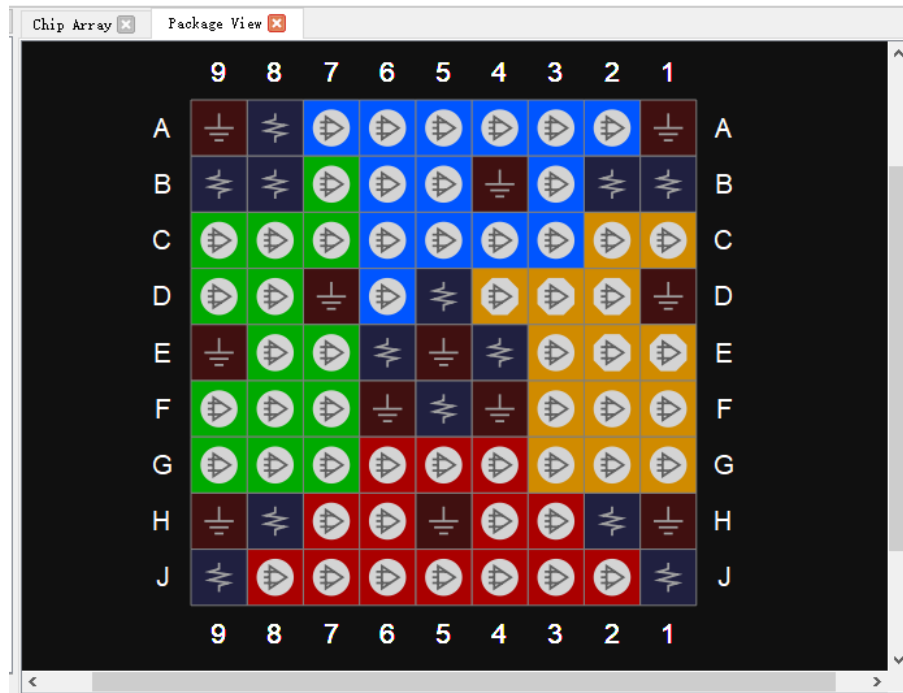 Chip Array Package View
9 8 7 6 5 4 3 2 1
A A
B B
C C
D D
E E
F F
G G
H H
J J
9 8 7 6 5 4 3 2 1